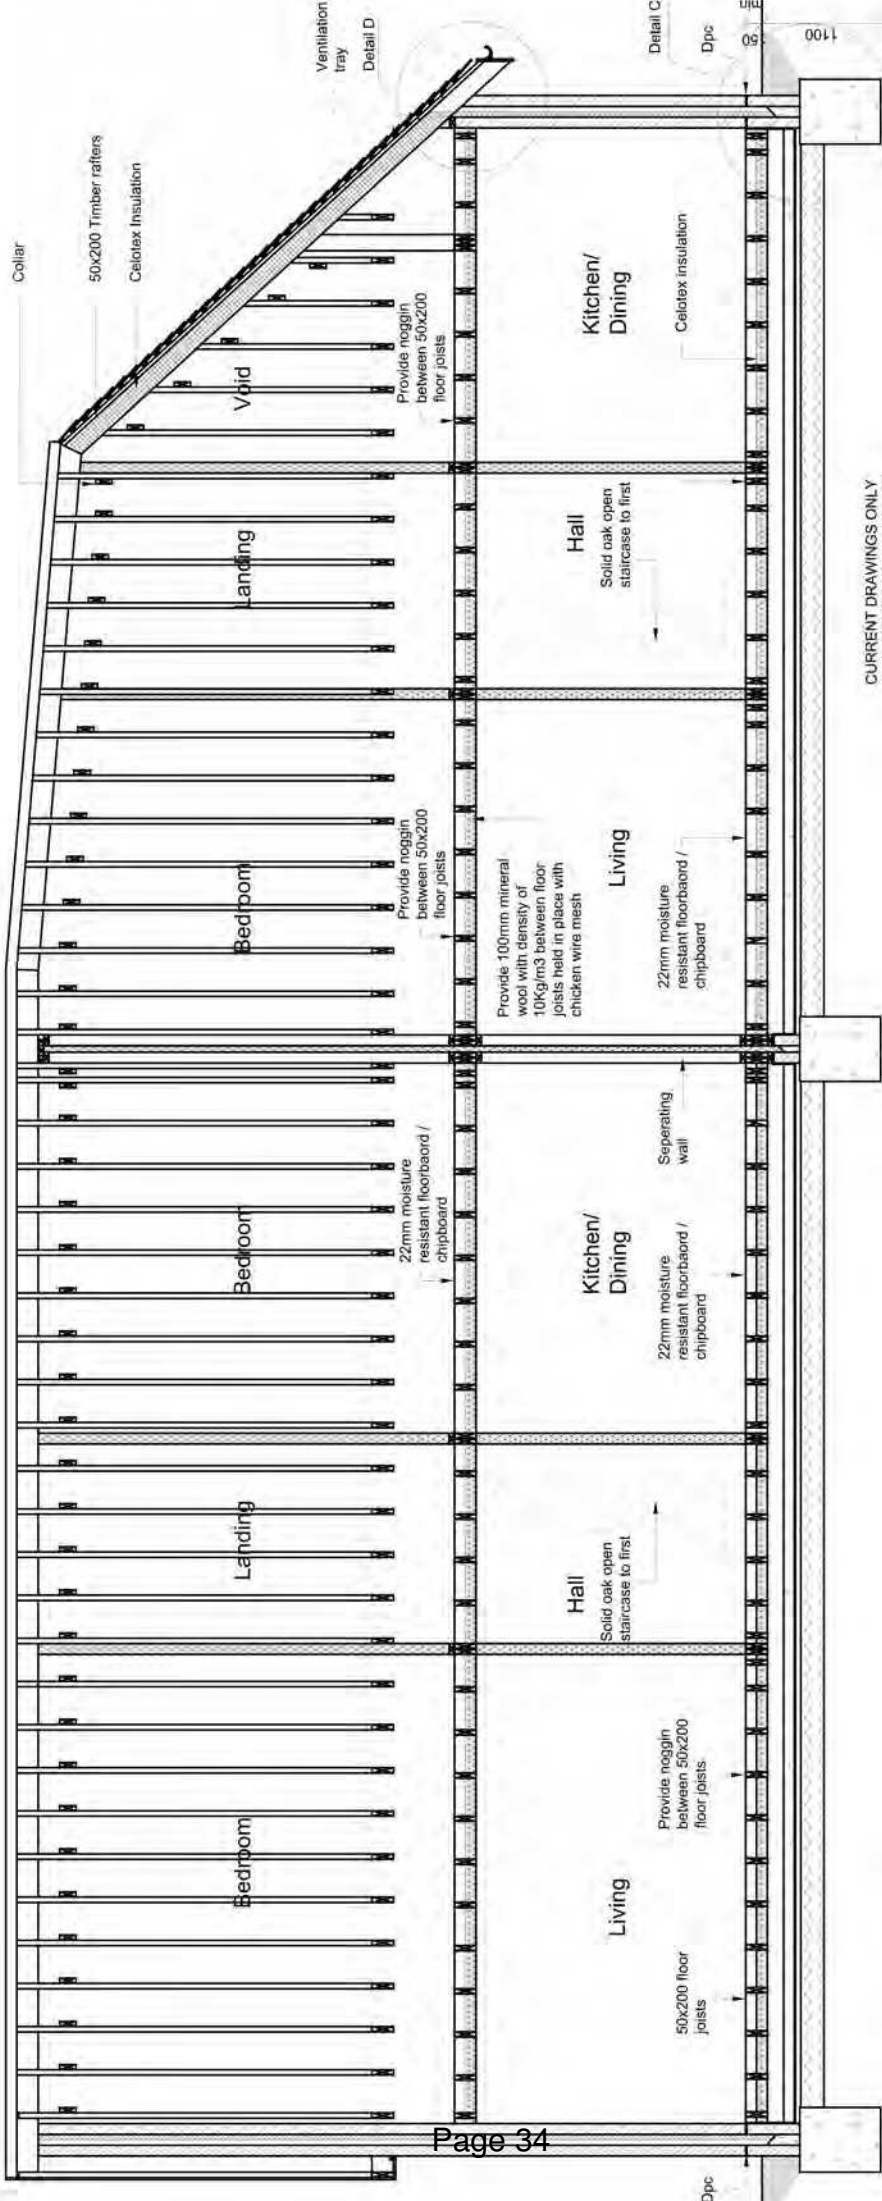 Collar
50x200 Timber rafters
Celotex Insulation
Ventilation
tray
Detail D
Bedroom
Landing
Bedroom
Bedroom
Landing
Void
22mm moisture
resistant floorbaord /
chipboard
Provide noggin
between 50x200
floor joists
Provide noggin
between 50x200
floor joists
Provide 100mm mineral
wool with density of
10Kg/m3 between floor
joists held in place with
chicken wire mesh
Living
Hall
Solid oak open
staircase to first
Kitchen/
Dining
Living
Hall
Solid oak open
staircase to first
Kitchen/
Dining
50x200 floor
joists
Provide noggin
between 50x200
floor joists
22mm moisture
resistant floorbaord /
chipboard
Seperating
wall
22mm moisture
resistant floorbaord /
chipboard
Celotex insulation
Detail C
Dpc
Dpc
150
min
1100
CURRENT DRAWINGS ONLY
Page 34